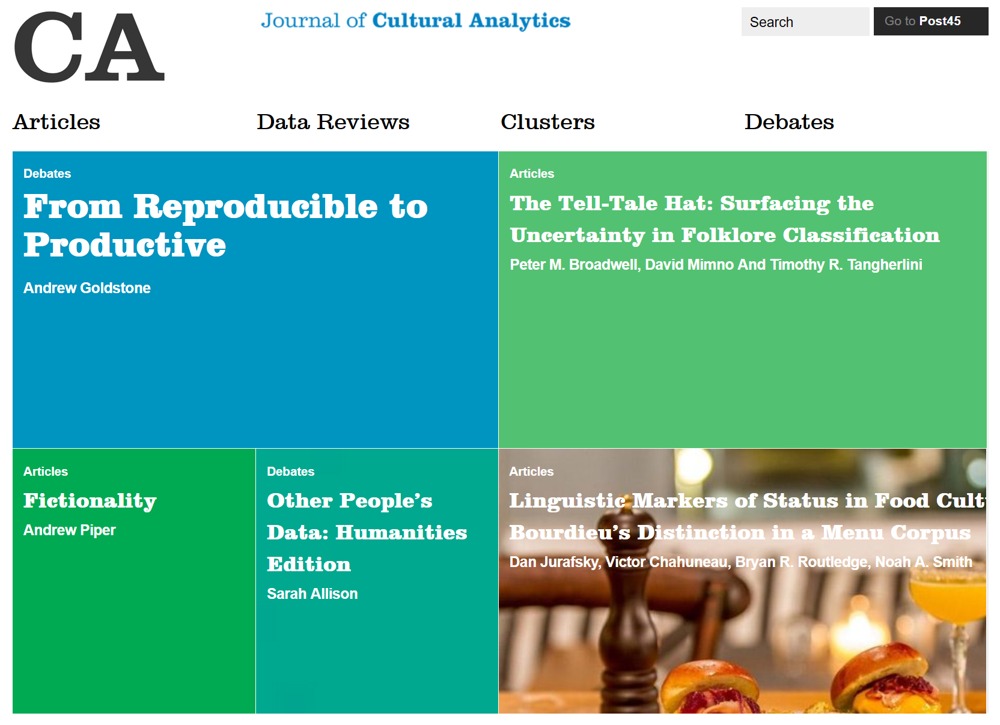 CA
Journal of Cultural Analytics
Search
Go to Post45
Articles
Data Reviews
Clusters
Debates
Debates
From Reproducible to
Productive
Andrew Goldstone
Articles
The Tell-Tale Hat: Surfacing the
Uncertainty in Folklore Classification
Peter M. Broadwell, David Mimno And Timothy R. Tangherlini
Articles
Fictionality
Andrew Piper
Debates
Other People’s
Data: Humanities
Edition
Sarah Allison
Articles
Linguistic Markers of Status in Food
Bourdieu’s Distinction in a Menu Corpus
Dan Jurafsky, Victor Chahuneau, Bryan R. Routledge, Noah A. Smith